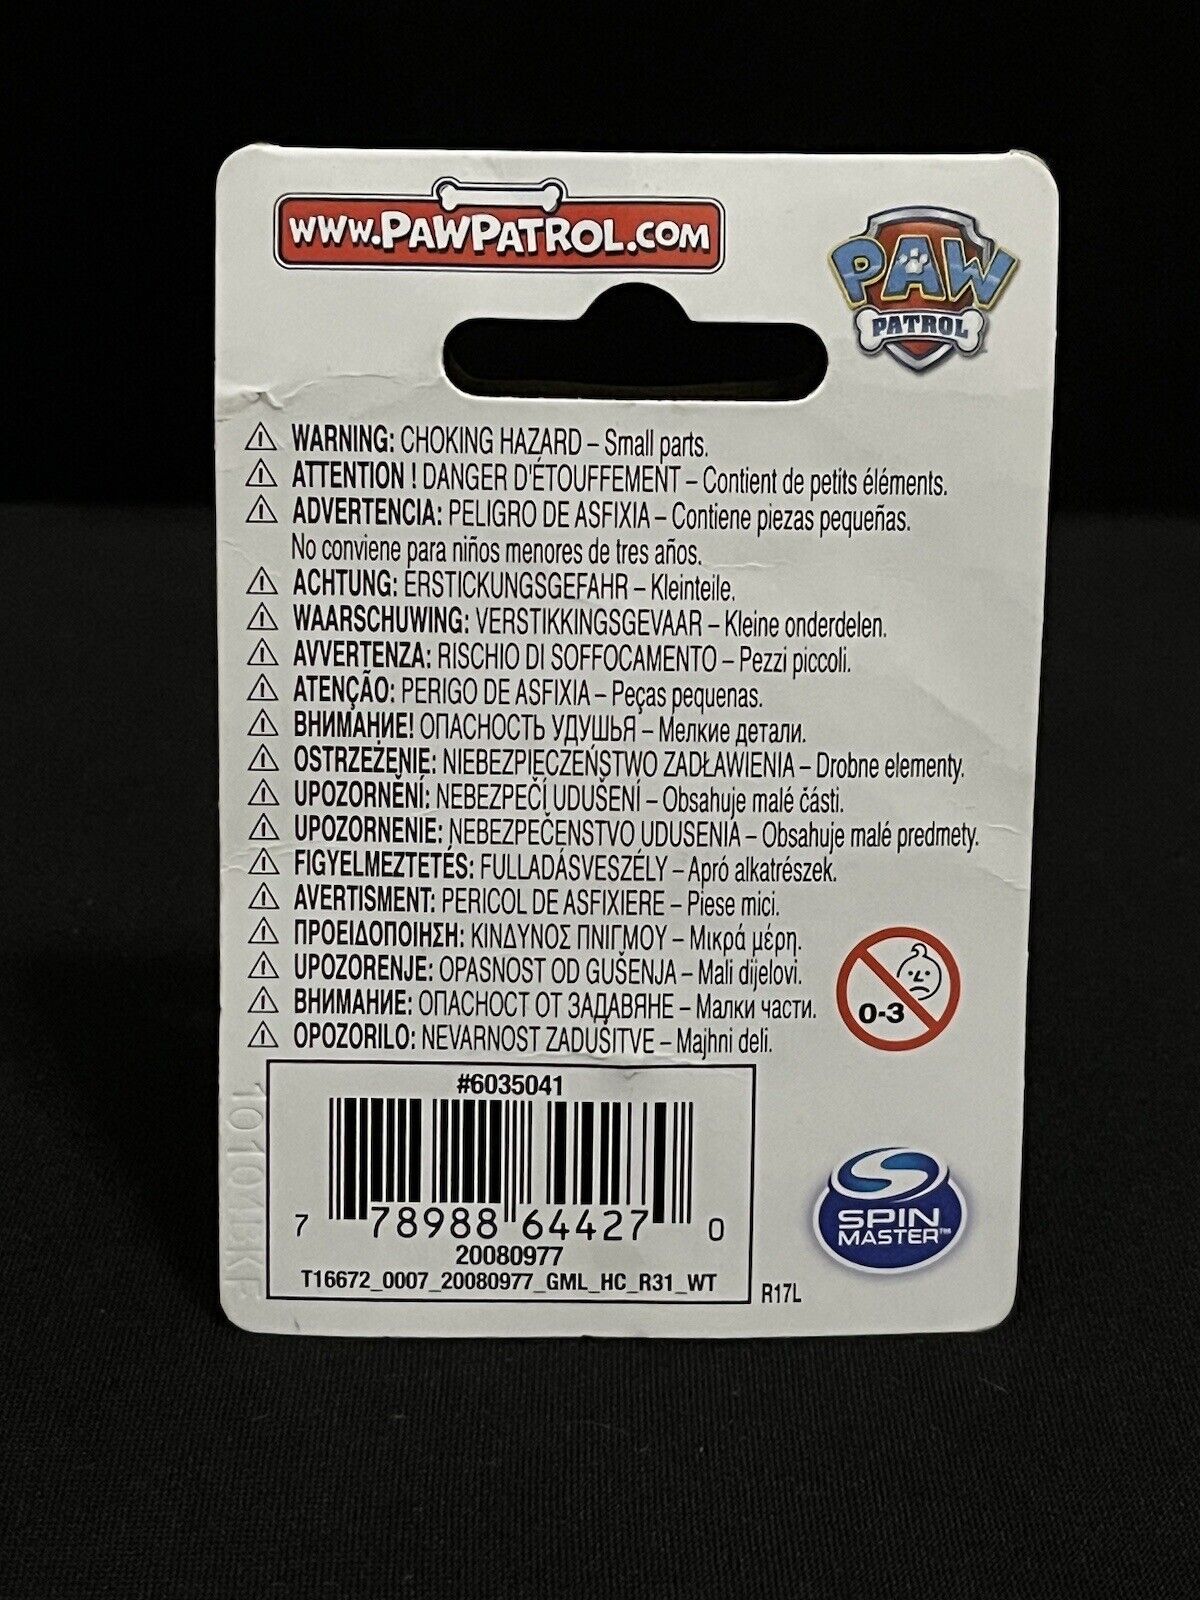 www.PAWPATROL.com
PAW
PATROL
WARNING: CHOKING HAZARD – Small parts.
ATTENTION ! DANGER D'ÉTOUFFEMENT – Contient de petits éléments.
ADVERTENCIA: PELIGRO DE ASFIXIA – Contiene piezas pequeñas.
No conviene para niños menores de tres años.
ACHTUNG: ERSTICKUNGSGEFAHR – Kleinteile.
WAARSCHUWING: VERSTIKKINGSGEVAAR – Kleine onderdelen.
AVVERTENZA: RISCHIO DI SOFFOCAMENTO – Pezzi piccoli.
ATENÇÃO: PERIGO DE ASFIXIA – Peças pequenas.
ВНИМАНИЕ! ОПАСНОСТЬ УДУШЬЯ – Мелкие детали.
OSTRZEŻENIE: NIEBEZPIECZEŃSTWO ZADŁAWIENIA – Drobne elementy.
UPOZORNĚNÍ: NEBEZPEČÍ UDUŠENÍ – Obsahuje malé části.
UPOZORNENIE: NEBEZPEČENSTVO UDUSENIA – Obsahuje malé predmety.
FIGYELMEZTETÉS: FULLADÁSVESZÉLY – Apró alkatrészek.
AVERTISMENT: PERICOL DE ASFIXIERE – Piese mici.
ΠΡΟΕΙΔΟΠΟΙΗΣΗ: ΚΙΝΔΥΝΟΣ ΠΝΙΓΜΟΥ – Μικρά μέρη.
UPOZORENJE: OPASNOST OD GUŠENJA – Mali dijelovi.
ВНИМАНИЕ: ОПАСНОСТ ОТ ЗАДАВЯНЕ – Малки части.
OPOZORILO: NEVARNOST ZADUŠITVE – Majhni deli.
0-3
#6035041
7 78988 64427 0
20080977
T16672_0007_20080977_GML_HC_R31_WT
R17L
SPIN
MASTER™